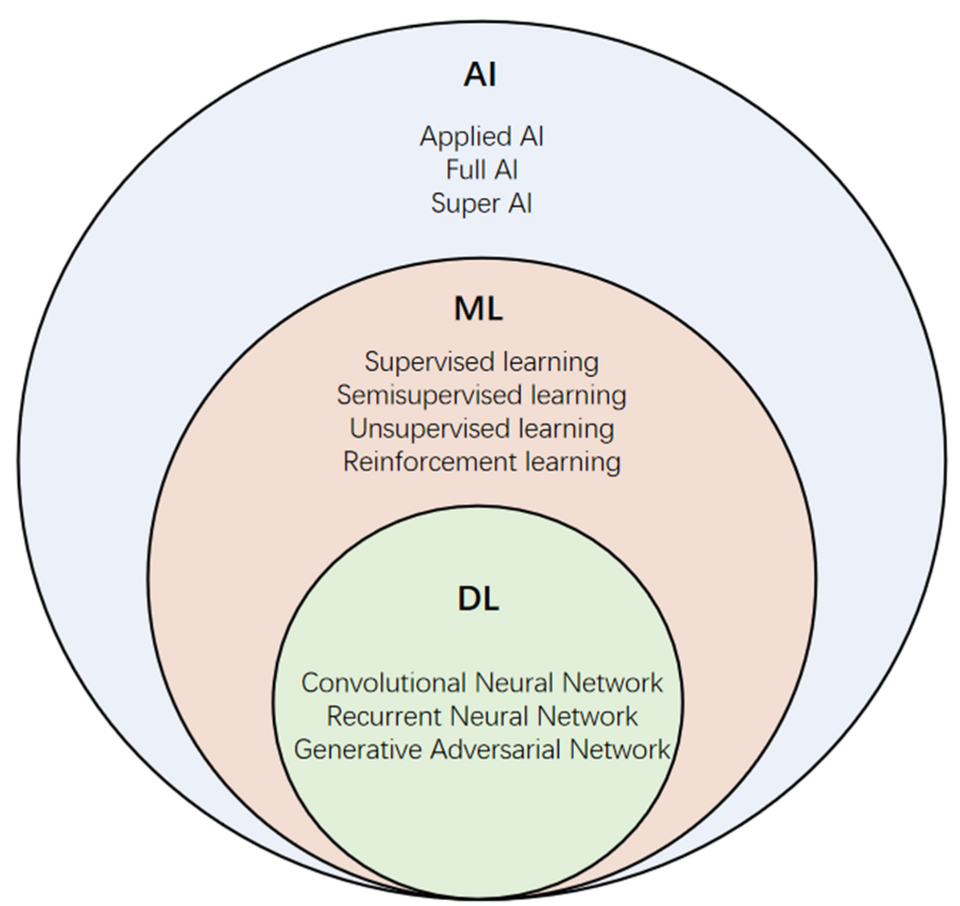 AI
Applied AI
Full AI
Super AI
ML
Supervised learning
Semisupervised learning
Unsupervised learning
Reinforcement learning
DL
Convolutional Neural Network
Recurrent Neural Network
Generative Adversarial Network